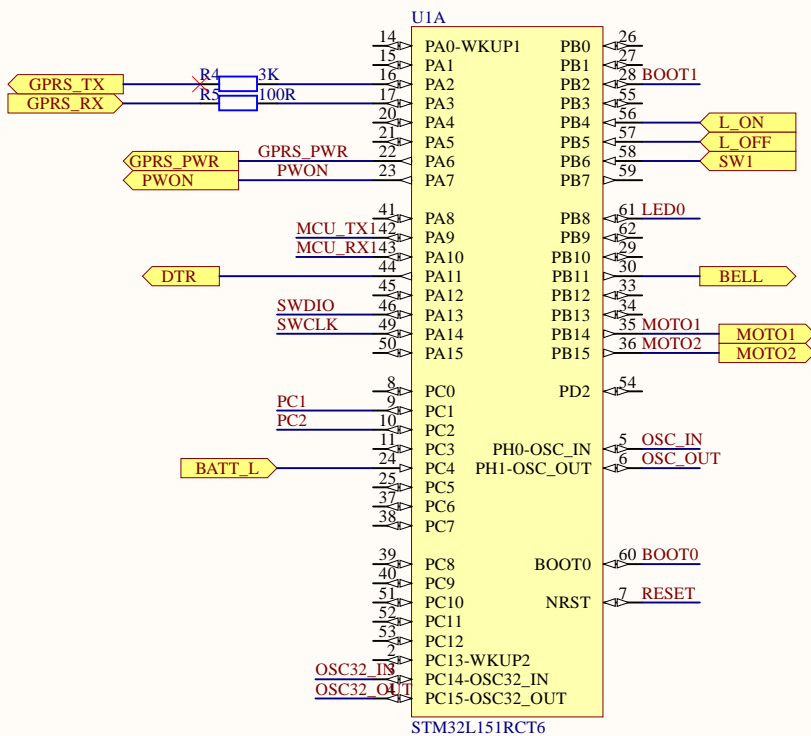 U1A
14 PA0-WKUP1 PB0 26
15 PA1 PB1 27
GPRS_TX R4 3K 16 PA2 PB2 28 BOOT1
GPRS_RX R5 100R 17 PA3 PB3 55
20 PA4 PB4 56 L_ON
21 PA5 PB5 57 L_OFF
GPRS_PWR GPRS_PWR 22 PA6 PB6 58 SW1
PWON PWON 23 PA7 PB7 59
41 PA8 PB8 61 LED0
MCU_TX1 42 PA9 PB9 62
MCU_RX1 43 PA10 PB10 29
DTR 44 PA11 PB11 30 BELL
45 PA12 PB12 33
SWDIO 46 PA13 PB13 34
SWCLK 49 PA14 PB14 35 MOTO1 MOTO1
50 PA15 PB15 36 MOTO2 MOTO2
8 PC0 PD2 54
PC1 9 PC1
PC2 10 PC2
11 PC3 PH0-OSC_IN 5 OSC_IN
BATT_L 24 PC4 PH1-OSC_OUT 6 OSC_OUT
25 PC5
37 PC6
38 PC7
39 PC8 BOOT0 60 BOOT0
40 PC9
51 PC10 NRST 7 RESET
52 PC11
53 PC12
2 PC13-WKUP2
OSC32_IN 3 PC14-OSC32_IN
OSC32_OUT 4 PC15-OSC32_OUT
STM32L151RCT6